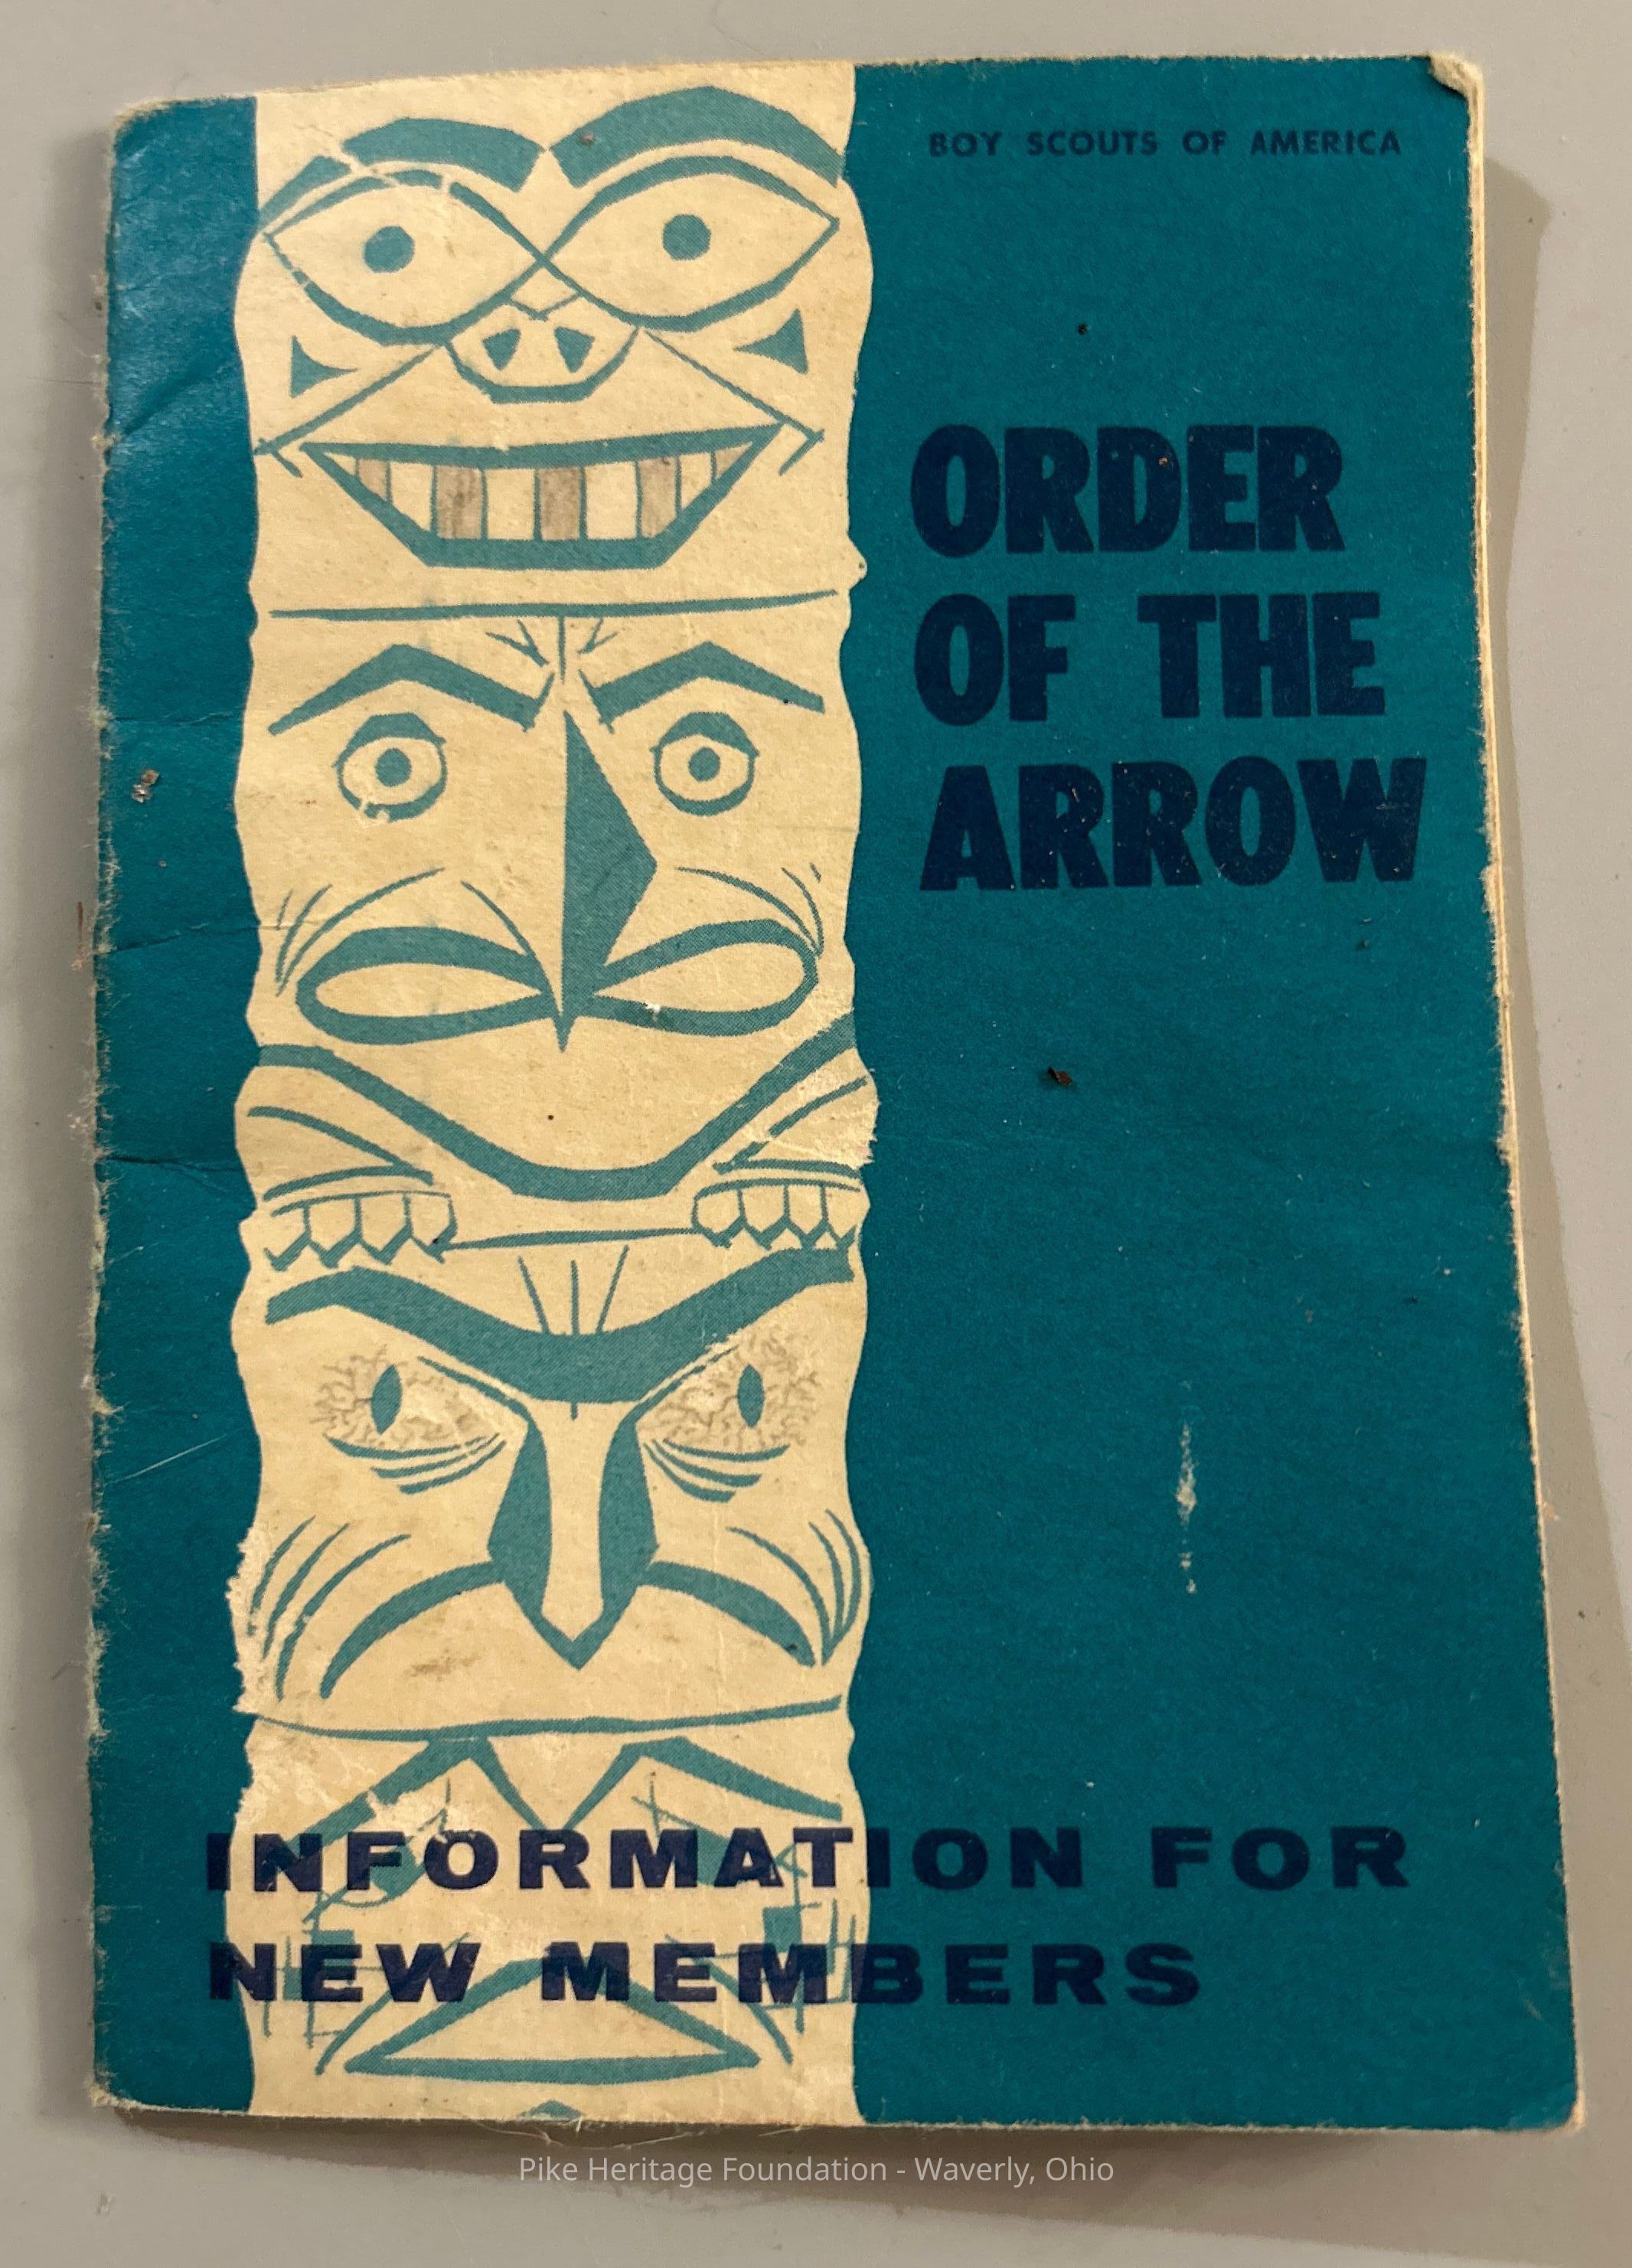 BOY SCOUTS OF AMERICA
ORDER
OF THE
ARROW
INFORMATION FOR
NEW MEMBERS
Pike Heritage Foundation - Waverly, Ohio